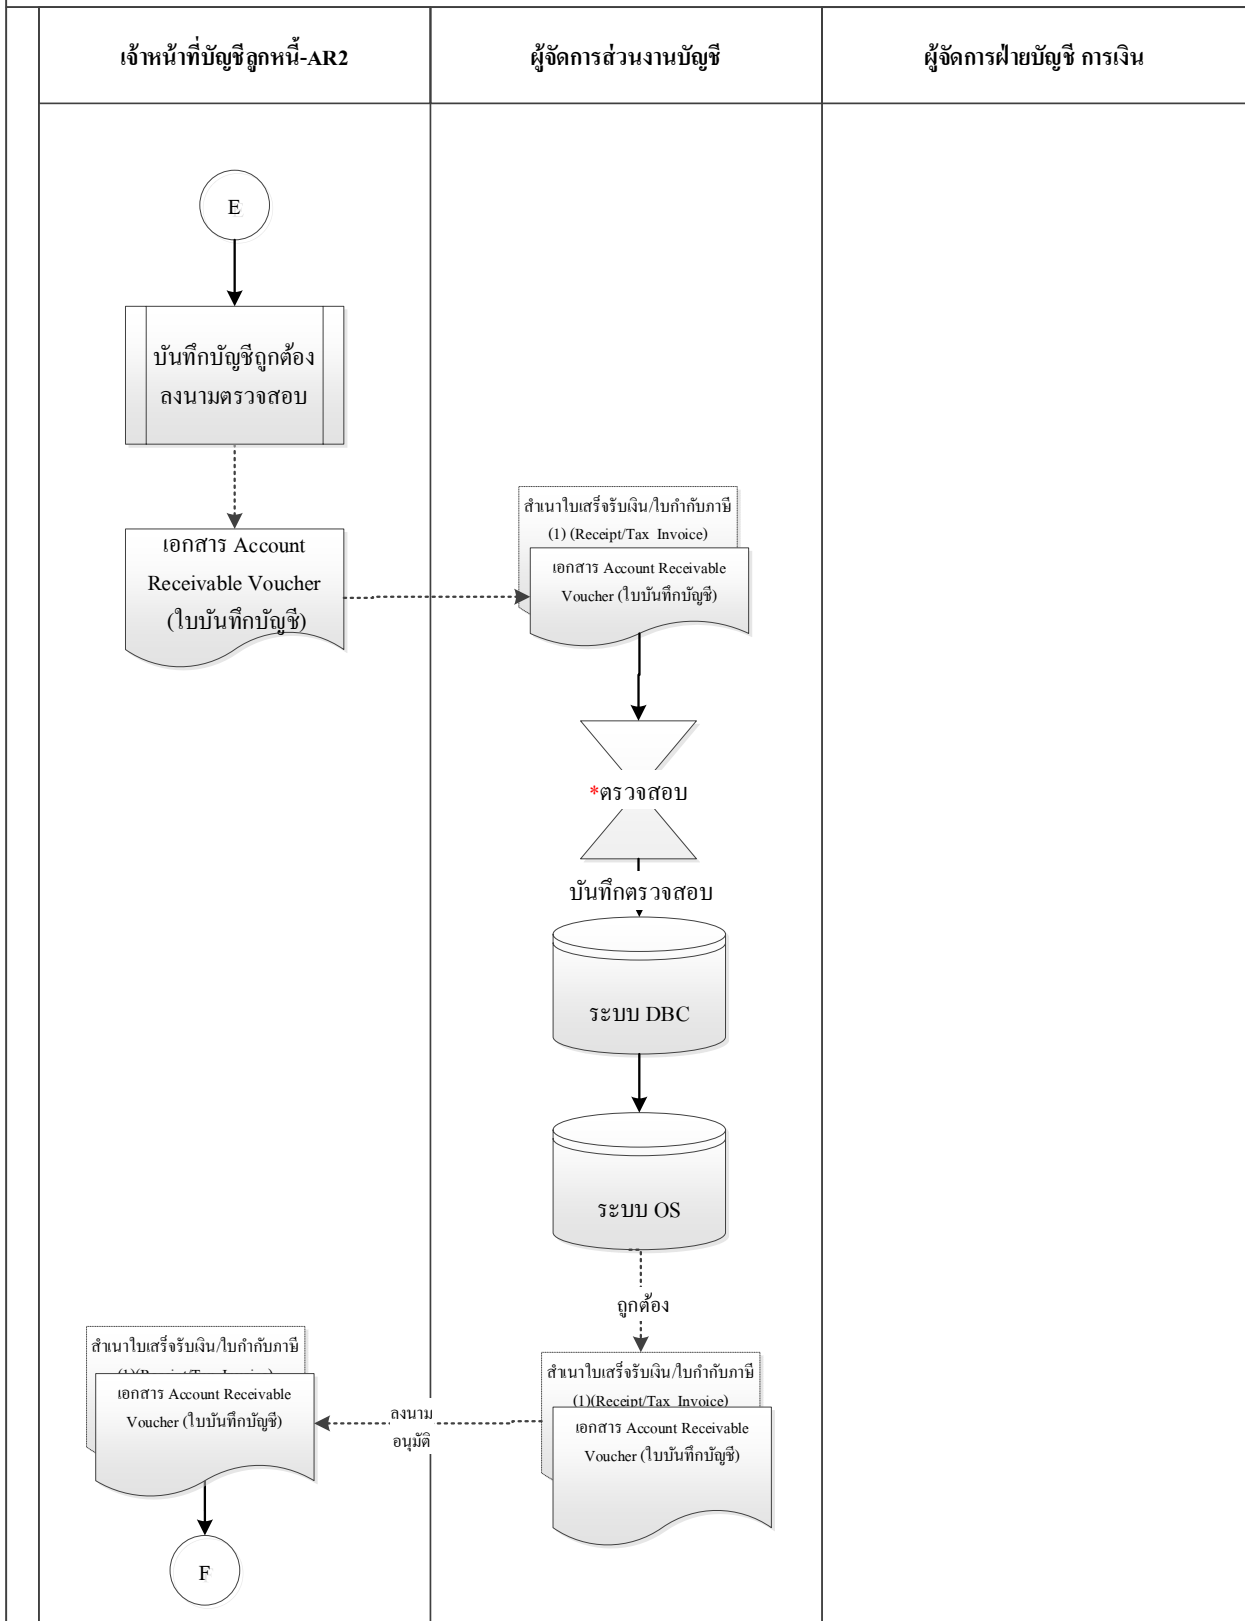 เจ้าหน้าที่บัญชีลูกหนี้-AR2
ผู้จัดการส่วนงานบัญชี
ผู้จัดการฝ่ายบัญชี การเงิน
E
บันทึกบัญชีถูกต้อง
ลงนามตรวจสอบ
เอกสาร Account
Receivable Voucher
(ใบบันทึกบัญชี)
สำเนาใบเสร็จรับเงิน/ใบกำกับภาษี
(1) (Receipt/Tax Invoice)
เอกสาร Account Receivable
Voucher (ใบบันทึกบัญชี)
*ตรวจสอบ
บันทึกตรวจสอบ
ระบบ DBC
ระบบ OS
ถูกต้อง
สำเนาใบเสร็จรับเงิน/ใบกำกับภาษี
(1)(Receipt/Tax Invoice)
เอกสาร Account Receivable
Voucher (ใบบันทึกบัญชี)
ลงนาม
อนุมัติ
สำเนาใบเสร็จรับเงิน/ใบกำกับภาษี
เอกสาร Account Receivable
Voucher (ใบบันทึกบัญชี)
F